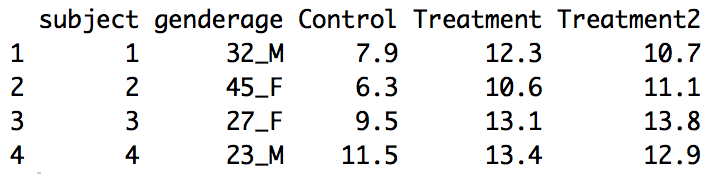 subject genderage Control Treatment Treatment2
1 1 32_M 7.9 12.3 10.7
2 2 45_F 6.3 10.6 11.1
3 3 27_F 9.5 13.1 13.8
4 4 23_M 11.5 13.4 12.9